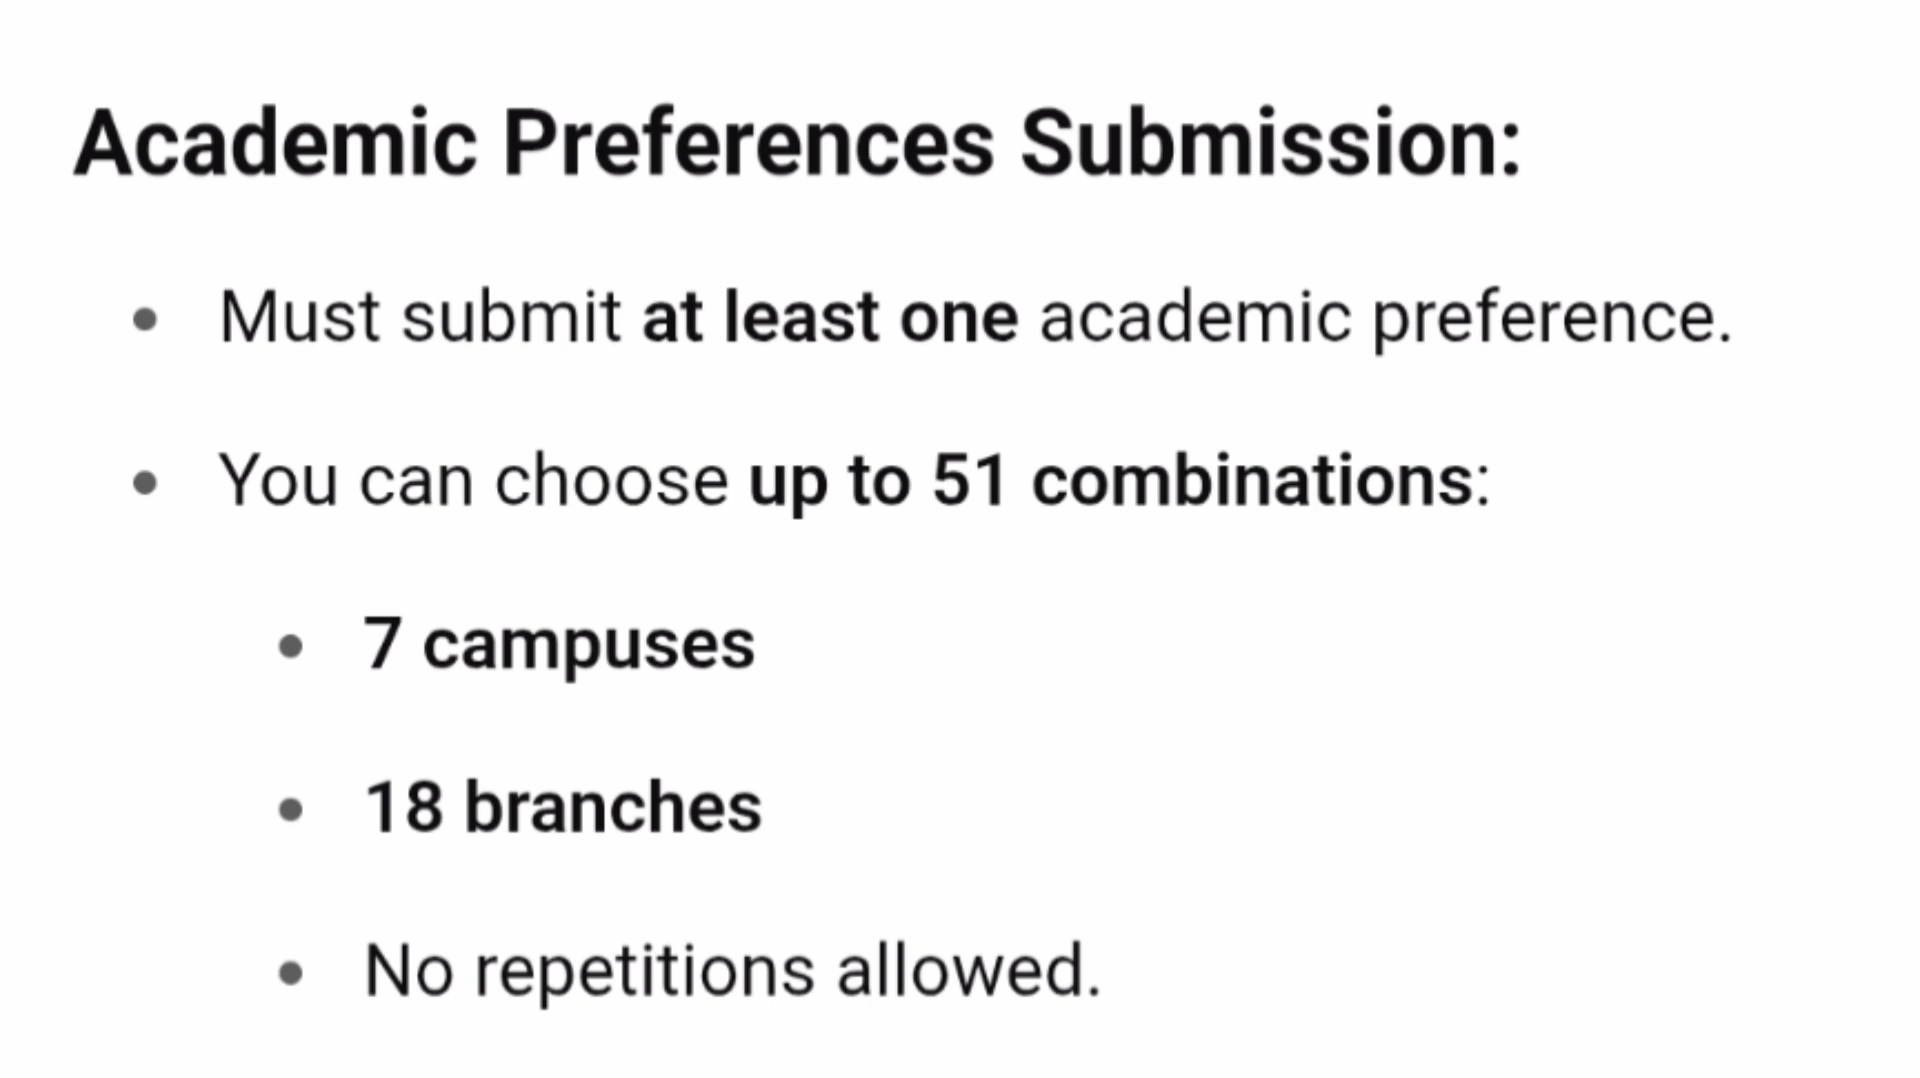 Academic Preferences Submission:
Must submit at least one academic preference.
You can choose up to 51 combinations:
7 campuses
18 branches
No repetitions allowed.